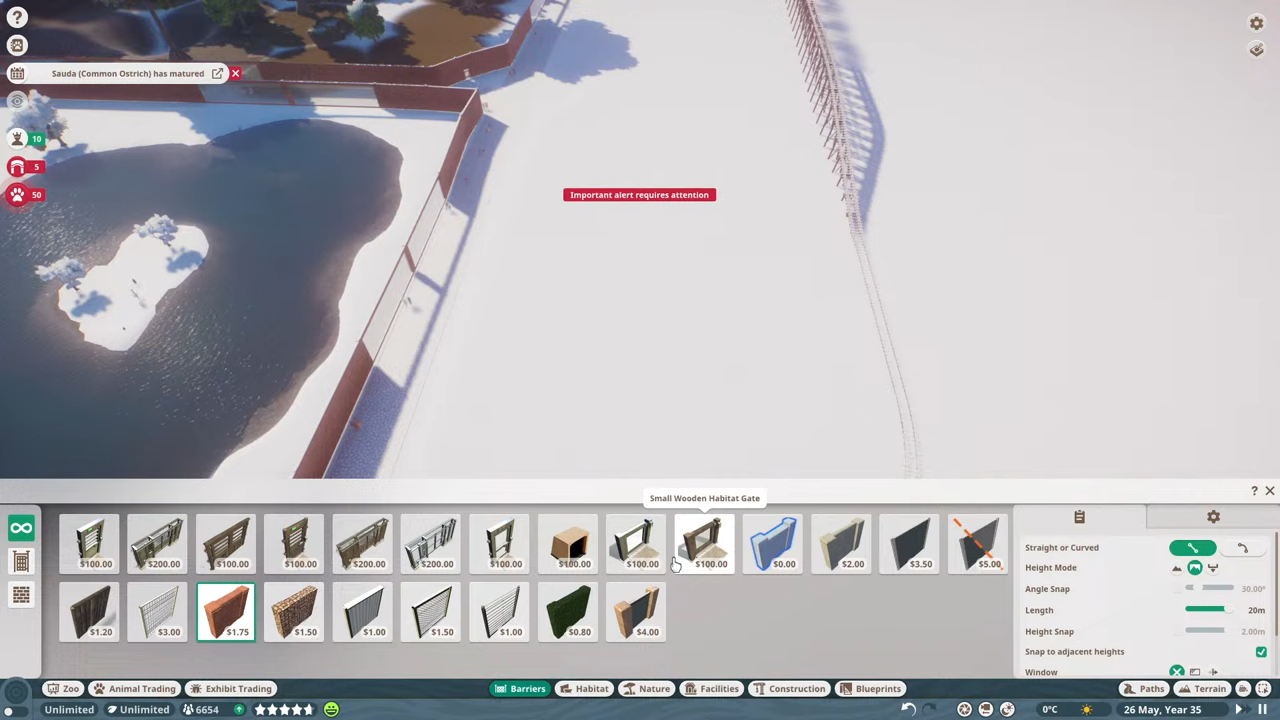 Sauda (Common Ostrich) has matured
10
5
50
Important alert requires attention
Small Wooden Habitat Gate
$100.00 $200.00 $100.00 $100.00 $200.00 $200.00 $100.00 $100.00 $100.00 $100.00 $0.00 $2.00 $3.50 $5.00
$1.20 $3.00 $1.75 $1.50 $1.00 $1.50 $1.00 $0.80 $4.00
Straight or Curved
Height Mode
Angle Snap 30.00°
Length 20m
Height Snap 2.00m
Snap to adjacent heights
Window
Zoo Animal Trading Exhibit Trading Barriers Habitat Nature Facilities Construction Blueprints Paths Terrain
Unlimited Unlimited 6654 0°C 26 May, Year 35